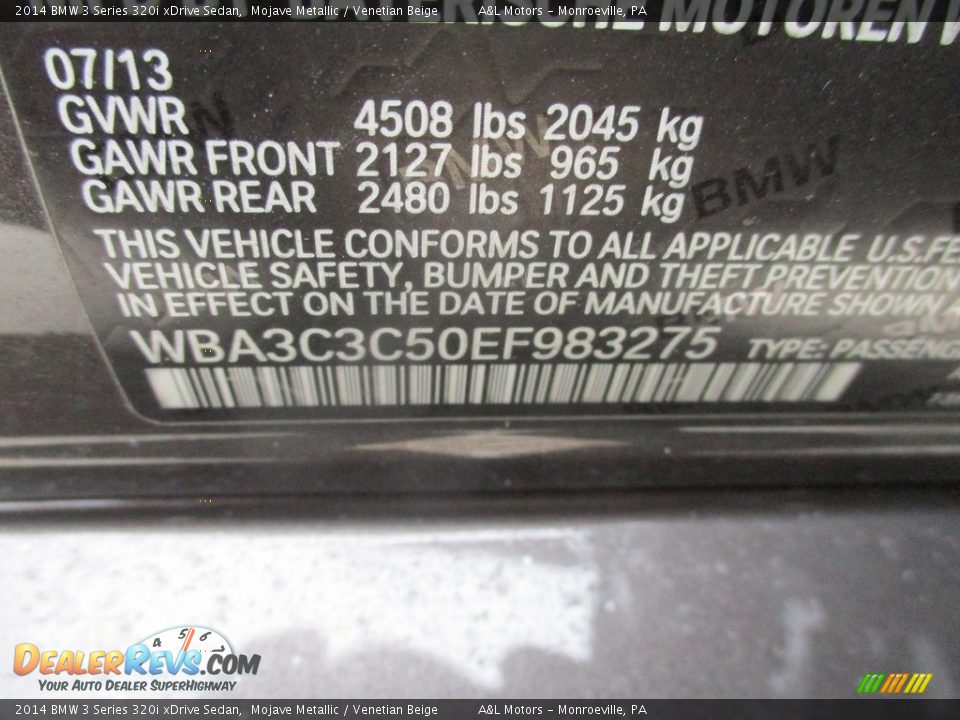 2014 BMW 3 Series 320i xDrive Sedan, Mojave Metallic / Venetian Beige A&L Motors - Monroeville, PA
MOTOREN
07/13
GVWR 4508 lbs 2045 kg
GAWR FRONT 2127 lbs 965 kg
GAWR REAR 2480 lbs 1125 kg
BMW
THIS VEHICLE CONFORMS TO ALL APPLICABLE U.S.FE
VEHICLE SAFETY, BUMPER AND THEFT PREVENTION
IN EFFECT ON THE DATE OF MANUFACTURE SHOWN
WBA3C3C50EF983275 TYPE: PASSENG
4 5 6
DEALERREVS.COM
YOUR AUTO DEALER SUPERHIGHWAY
2014 BMW 3 Series 320i xDrive Sedan, Mojave Metallic / Venetian Beige A&L Motors - Monroeville, PA